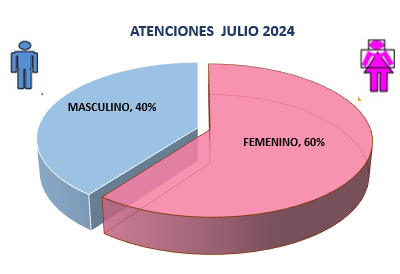 ATENCIONES JULIO 2024
MASCULINO, 40%
FEMENINO, 60%